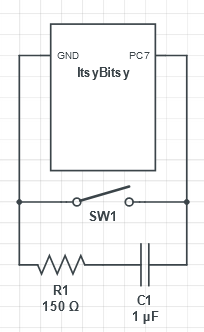 GND PC7
ItsyBitsy
SW1
R1
150 Ω
C1
1 µF